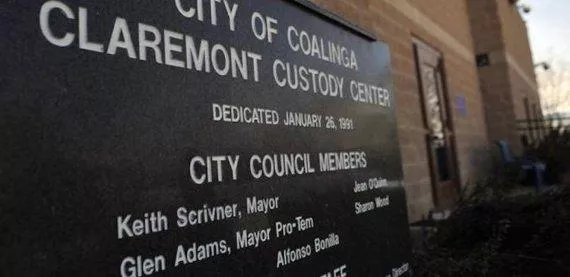 CITY OF COALINGA
CLAREMONT CUSTODY CENTER
DEDICATED JANUARY 26, 1991
CITY COUNCIL MEMBERS
Keith Scrivner, Mayor
Jean O'Quinn
Glen Adams, Mayor Pro-Tem
Sharon Wood
Alfonso Bonilla
Director